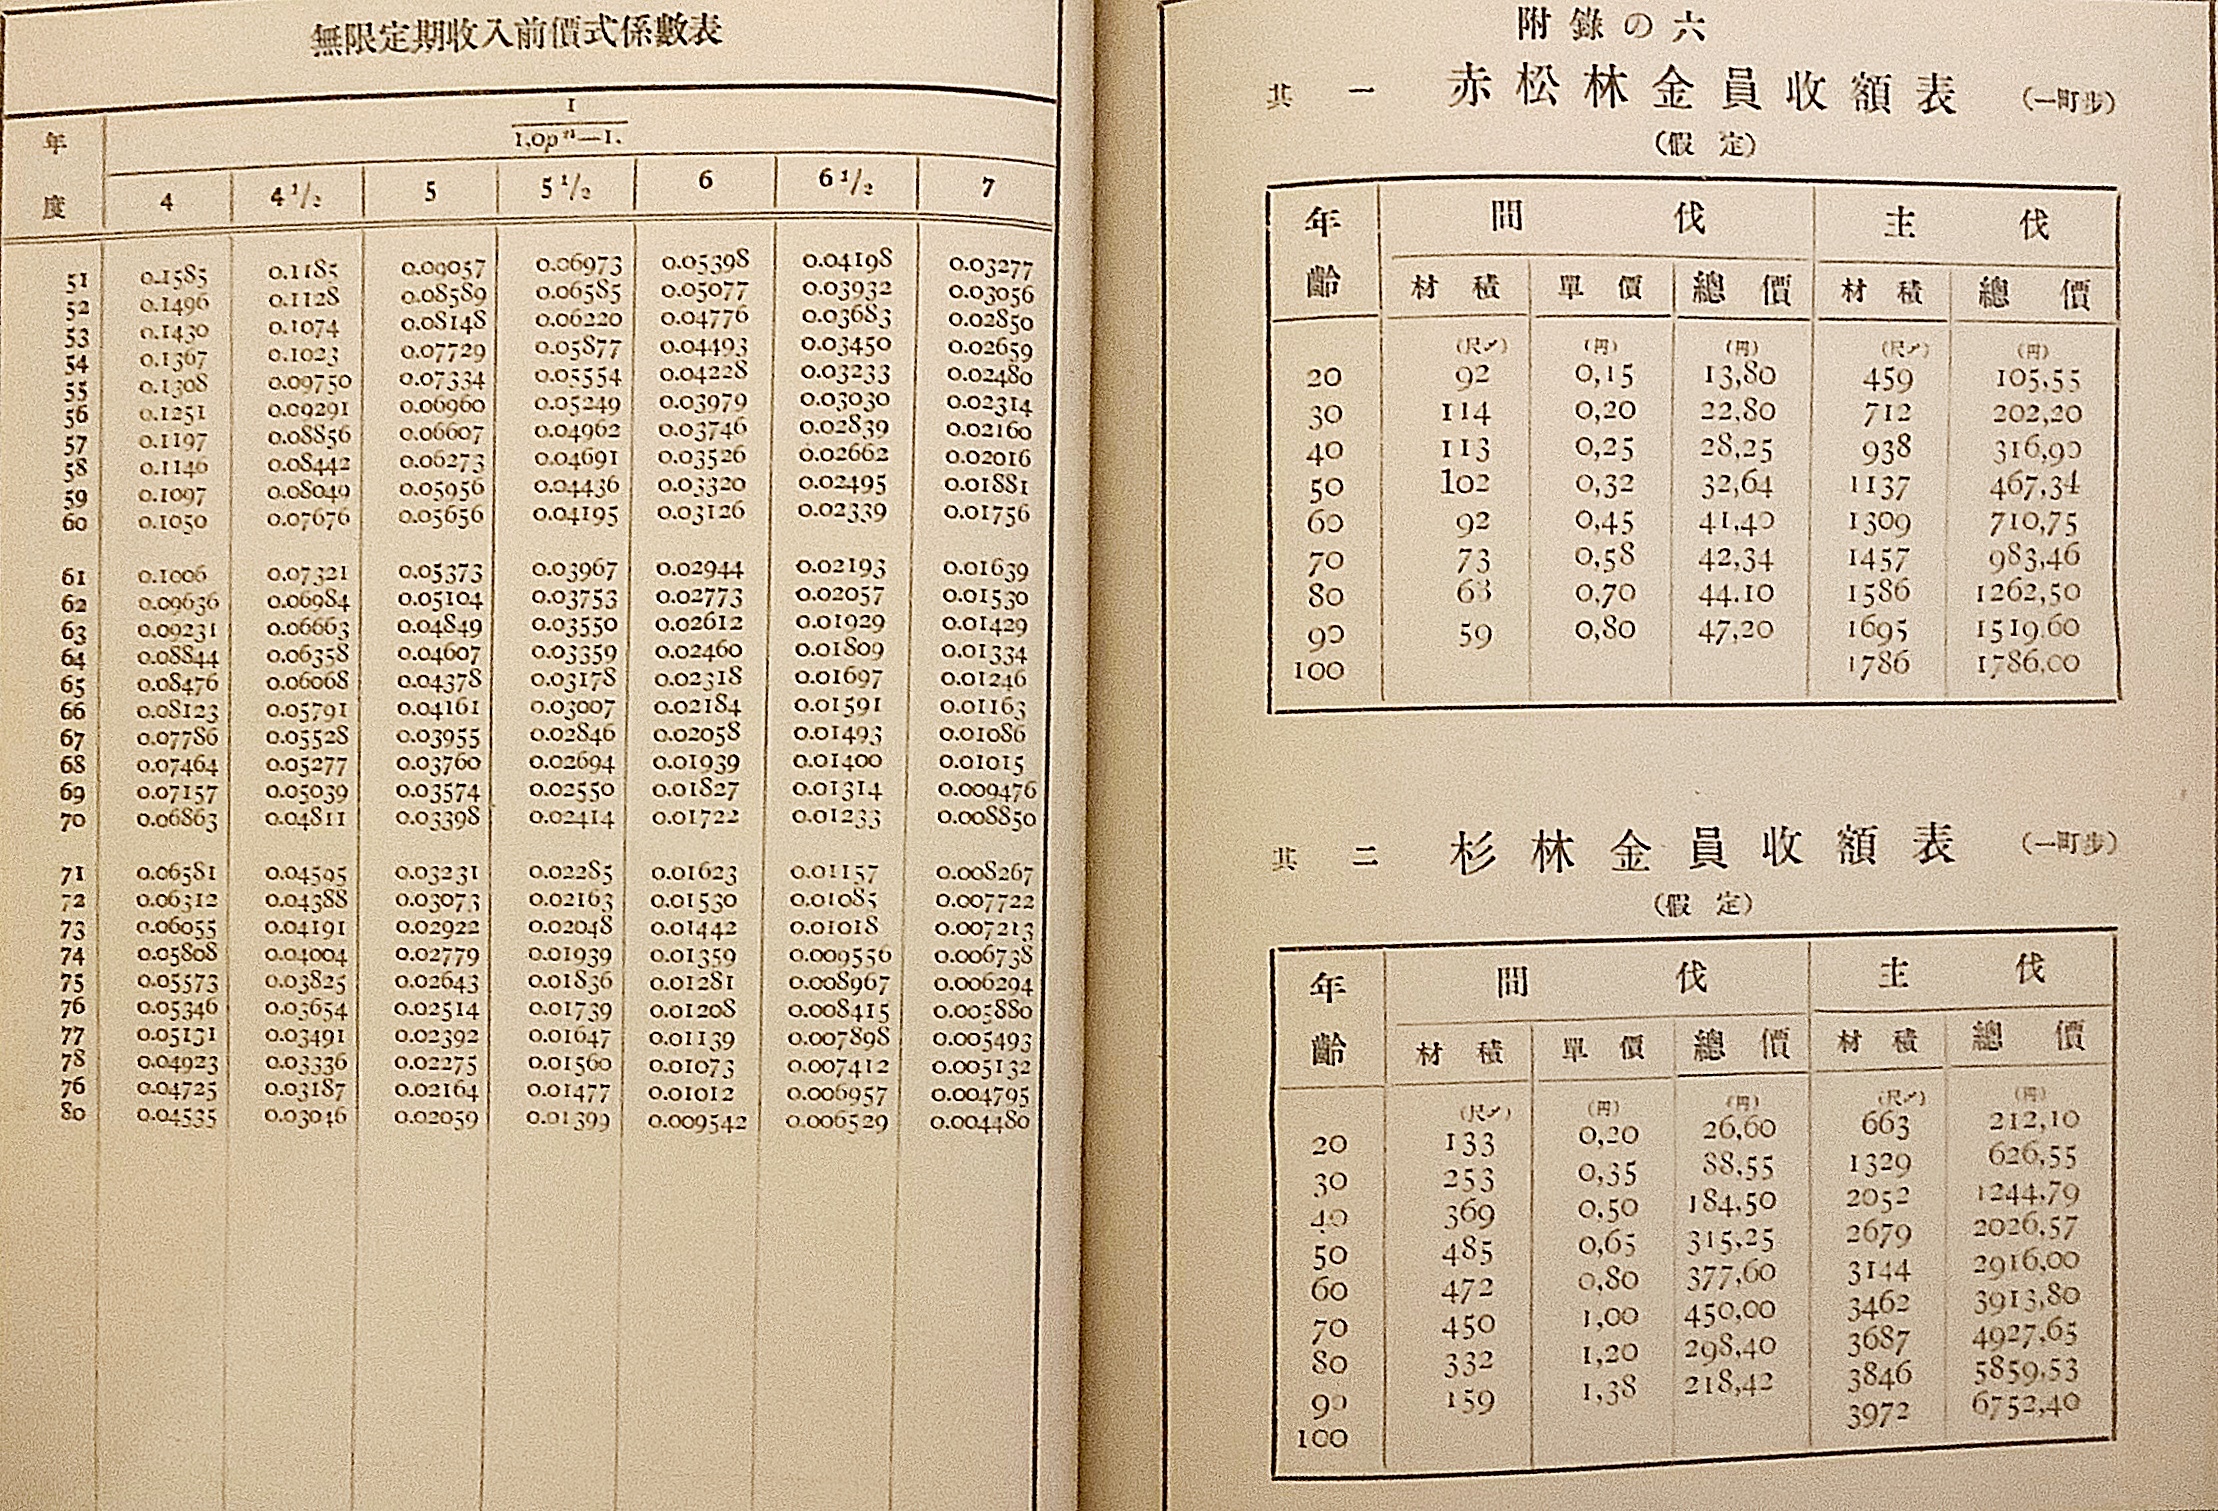 無限定期收入前價式係數表
年度
1
1.0pⁿ—1.
4 4 1/2 5 5 1/2 6 6 1/2 7
51 0.1585 0.1185 0.09057 0.06973 0.05398 0.04198 0.03277
52 0.1496 0.1128 0.08589 0.06585 0.05077 0.03932 0.03056
53 0.1430 0.1074 0.08148 0.06220 0.04776 0.03683 0.02850
54 0.1367 0.1023 0.07729 0.05877 0.04493 0.03450 0.02659
55 0.1308 0.09750 0.07334 0.05554 0.04228 0.03233 0.02480
56 0.1251 0.09291 0.06960 0.05249 0.03979 0.03030 0.02314
57 0.1197 0.08856 0.06607 0.04962 0.03746 0.02839 0.02160
58 0.1146 0.08442 0.06273 0.04691 0.03526 0.02662 0.02016
59 0.1097 0.08049 0.05956 0.04436 0.03320 0.02495 0.01881
60 0.1050 0.07676 0.05656 0.04195 0.03126 0.02339 0.01756
61 0.1006 0.07321 0.05373 0.03967 0.02944 0.02193 0.01639
62 0.09636 0.06984 0.05104 0.03753 0.02773 0.02057 0.01530
63 0.09231 0.06663 0.04849 0.03550 0.02612 0.01929 0.01429
64 0.08844 0.06358 0.04607 0.03359 0.02460 0.01809 0.01334
65 0.08476 0.06068 0.04378 0.03178 0.02318 0.01697 0.01246
66 0.08123 0.05791 0.04161 0.03007 0.02184 0.01591 0.01163
67 0.07786 0.05528 0.03955 0.02846 0.02058 0.01493 0.01086
68 0.07464 0.05277 0.03760 0.02694 0.01939 0.01400 0.01015
69 0.07157 0.05039 0.03574 0.02550 0.01827 0.01314 0.009476
70 0.06863 0.04811 0.03398 0.02414 0.01722 0.01233 0.008850
71 0.06581 0.04595 0.03231 0.02285 0.01623 0.01157 0.008267
72 0.06312 0.04388 0.03073 0.02163 0.01530 0.01085 0.007722
73 0.06055 0.04191 0.02922 0.02048 0.01442 0.01018 0.007213
74 0.05808 0.04004 0.02779 0.01939 0.01359 0.009556 0.006738
75 0.05573 0.03825 0.02643 0.01836 0.01281 0.008967 0.006294
76 0.05346 0.03654 0.02514 0.01739 0.01208 0.008415 0.005880
77 0.05131 0.03491 0.02392 0.01647 0.01139 0.007898 0.005493
78 0.04923 0.03336 0.02275 0.01560 0.01073 0.007412 0.005132
76 0.04725 0.03187 0.02164 0.01477 0.01012 0.006957 0.004795
80 0.04535 0.03046 0.02059 0.01399 0.009542 0.006529 0.004480
附錄の六
其一 赤松林金員收額表 (一町步)
(假定)
年齡 間伐 主伐
材積 單價 總價 材積 總價
(尺〆) (円) (円) (尺〆) (円)
20 92 0,15 13,80 459 105,55
30 114 0,20 22,80 712 202,20
40 113 0,25 28,25 938 316,90
50 102 0,32 32,64 1137 467,34
60 92 0,45 41,40 1309 710,75
70 73 0,58 42,34 1457 983,46
80 63 0,70 44.10 1586 1262,50
90 59 0,80 47,20 1695 1519.60
100 1786 1786,00
其二 杉林金員收額表 (一町步)
(假定)
年齡 間伐 主伐
材積 單價 總價 材積 總價
(尺〆) (円) (円) (尺〆) (円)
20 133 0,20 26,60 663 212,10
30 253 0,35 88,55 1329 626,55
40 369 0,50 184,50 2052 1244,79
50 485 0,65 315,25 2679 2026,57
60 472 0,80 377,60 3144 2916,00
70 450 1,00 450,00 3462 3913,80
80 332 1,20 298,40 3687 4927,65
90 159 1,38 218,42 3846 5859,53
100 3972 6752,40